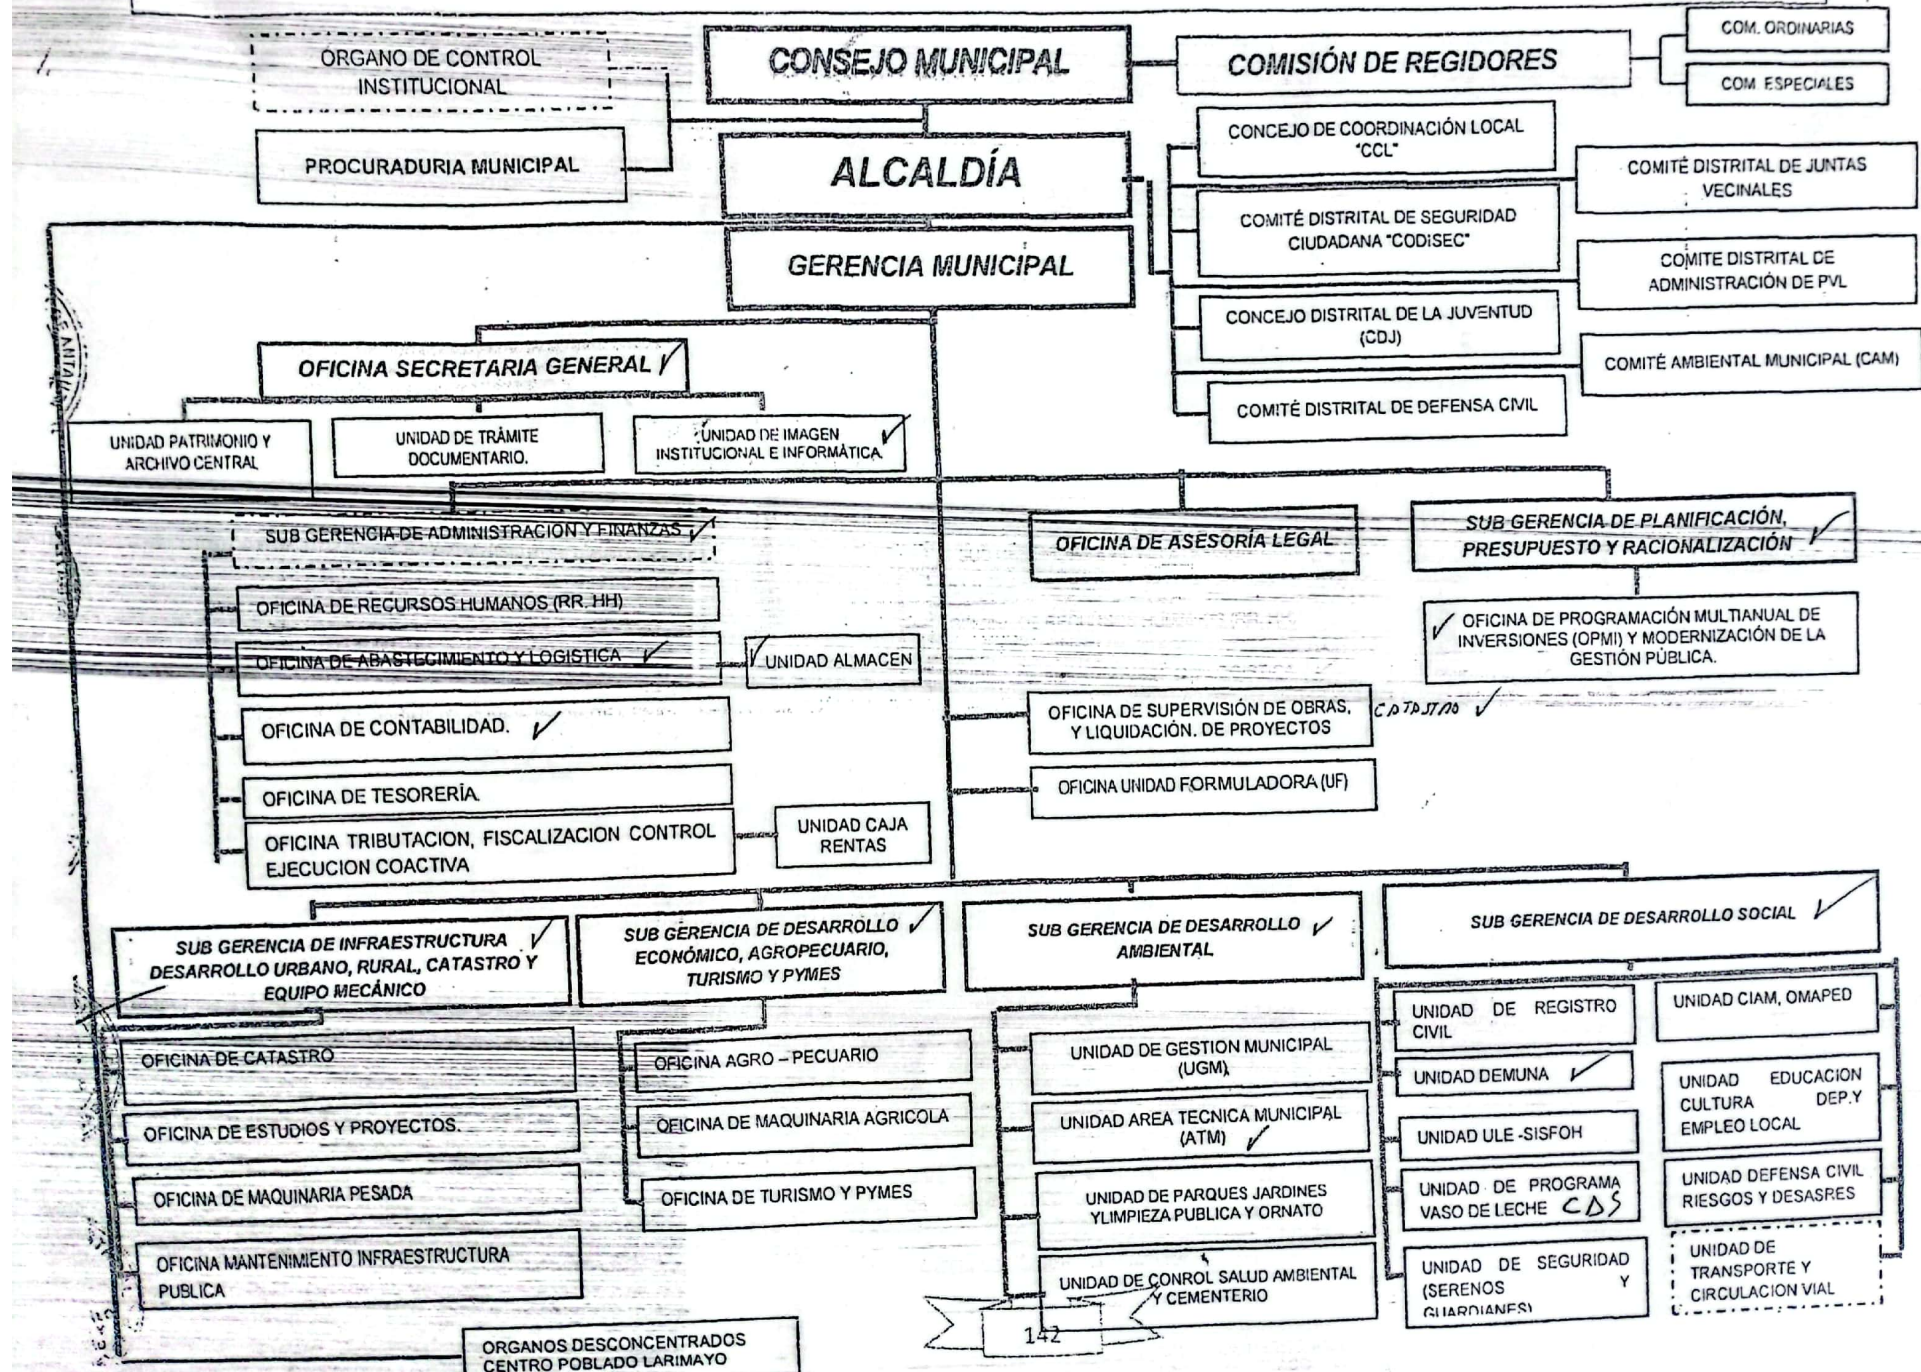 ÓRGANO DE CONTROL
INSTITUCIONAL
CONSEJO MUNICIPAL
COMISIÓN DE REGIDORES
COM. ORDINARIAS
COM ESPECIALES
PROCURADURIA MUNICIPAL
ALCALDÍA
CONCEJO DE COORDINACIÓN LOCAL
"CCL"
COMITÉ DISTRITAL DE JUNTAS
VECINALES
COMITÉ DISTRITAL DE SEGURIDAD
CIUDADANA "CODISEC"
GERENCIA MUNICIPAL
COMITE DISTRITAL DE
ADMINISTRACIÓN DE PVL
CONCEJO DISTRITAL DE LA JUVENTUD
(CDJ)
COMITÉ AMBIENTAL MUNICIPAL (CAM)
COMITÉ DISTRITAL DE DEFENSA CIVIL
OFICINA SECRETARIA GENERAL ✓
UNIDAD PATRIMONIO Y
ARCHIVO CENTRAL
UNIDAD DE TRÁMITE
DOCUMENTARIO.
UNIDAD DE IMAGEN ✓
INSTITUCIONAL E INFORMÁTICA.
SUB GERENCIA DE ADMINISTRACION Y FINANZAS ✓
OFICINA DE ASESORÍA LEGAL
SUB GERENCIA DE PLANIFICACIÓN,
PRESUPUESTO Y RACIONALIZACIÓN ✓
OFICINA DE RECURSOS HUMANOS (RR. HH)
OFICINA DE ABASTECIMIENTO Y LOGISTICA ✓
✓ UNIDAD ALMACEN
✓ OFICINA DE PROGRAMACIÓN MULTIANUAL DE
INVERSIONES (OPMI) Y MODERNIZACIÓN DE LA
GESTIÓN PÚBLICA.
OFICINA DE CONTABILIDAD. ✓
OFICINA DE SUPERVISIÓN DE OBRAS,
Y LIQUIDACIÓN. DE PROYECTOS
CATASTRO ✓
OFICINA DE TESORERÍA.
OFICINA UNIDAD FORMULADORA (UF)
OFICINA TRIBUTACION, FISCALIZACION CONTROL
EJECUCION COACTIVA
UNIDAD CAJA
RENTAS
SUB GERENCIA DE INFRAESTRUCTURA ✓
DESARROLLO URBANO, RURAL, CATASTRO Y
EQUIPO MECÁNICO
SUB GERENCIA DE DESARROLLO ✓
ECONÓMICO, AGROPECUARIO,
TURISMO Y PYMES
SUB GERENCIA DE DESARROLLO ✓
AMBIENTAL
SUB GERENCIA DE DESARROLLO SOCIAL ✓
OFICINA DE CATASTRO
OFICINA DE ESTUDIOS Y PROYECTOS.
OFICINA DE MAQUINARIA PESADA
OFICINA MANTENIMIENTO INFRAESTRUCTURA
PUBLICA
OFICINA AGRO – PECUARIO
OFICINA DE MAQUINARIA AGRICOLA
OFICINA DE TURISMO Y PYMES
UNIDAD DE GESTION MUNICIPAL
(UGM)
UNIDAD AREA TECNICA MUNICIPAL
(ATM) ✓
UNIDAD DE PARQUES JARDINES
YLIMPIEZA PUBLICA Y ORNATO
UNIDAD DE CONROL SALUD AMBIENTAL
Y CEMENTERIO
UNIDAD DE REGISTRO
CIVIL
UNIDAD DEMUNA ✓
UNIDAD ULE -SISFOH
UNIDAD DE PROGRAMA
VASO DE LECHE CDS
UNIDAD DE SEGURIDAD
(SERENOS Y
GUARDIANES)
UNIDAD CIAM, OMAPED
UNIDAD EDUCACION
CULTURA DEP.Y
EMPLEO LOCAL
UNIDAD DEFENSA CIVIL
RIESGOS Y DESASRES
UNIDAD DE
TRANSPORTE Y
CIRCULACION VIAL
142
ORGANOS DESCONCENTRADOS
CENTRO POBLADO LARIMAYO